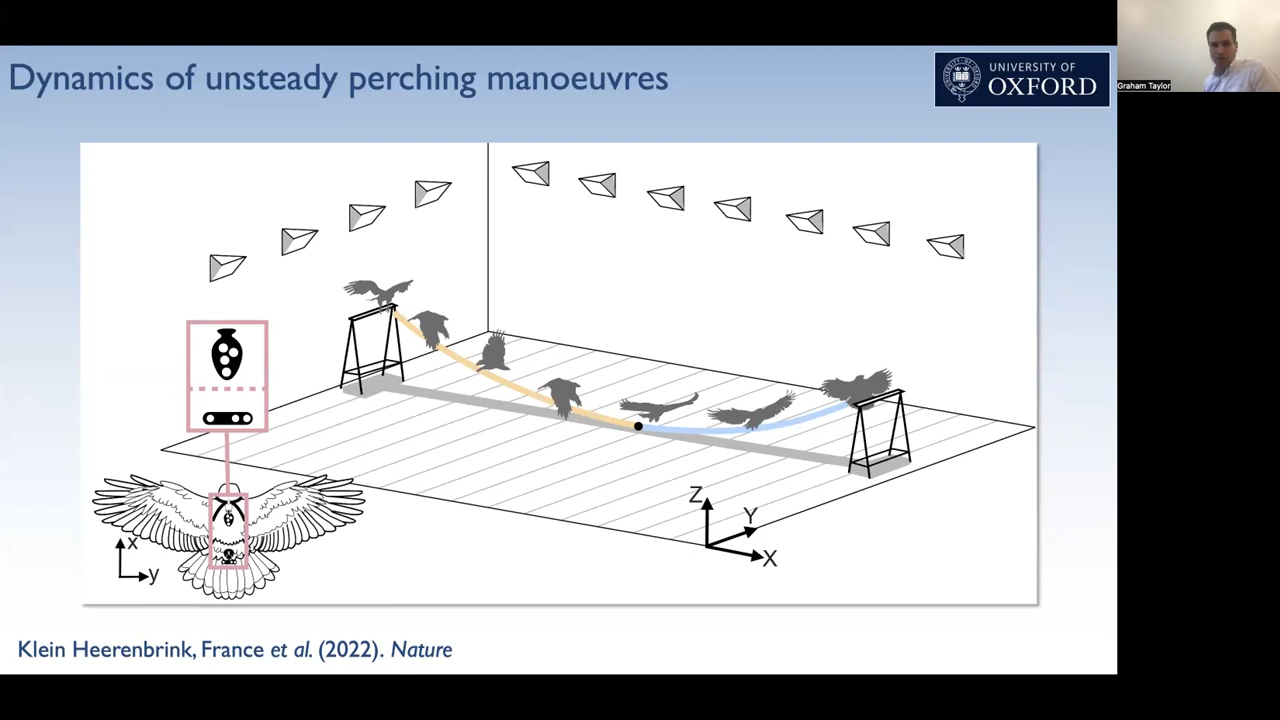 Dynamics of unsteady perching manoeuvres
UNIVERSITY OF
OXFORD
Graham Taylor
Z
Y
X
x
y
Klein Heerenbrink, France et al. (2022). Nature